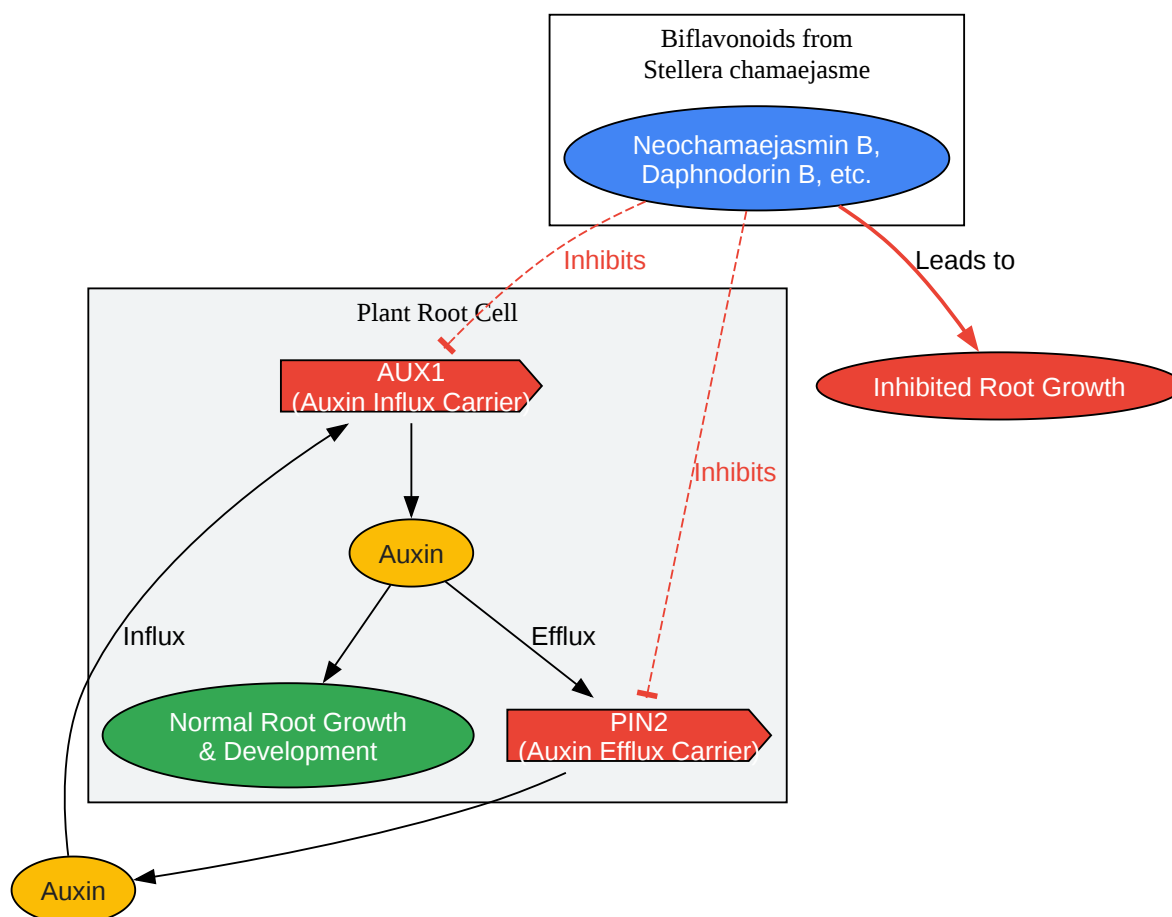 Biflavonoids from
Stellera chamaejasme
Neochamaejasmin B,
Daphnodorin B, etc.
Inhibits
Leads to
Plant Root Cell
AUX1
(Auxin Influx Carrier)
Inhibited Root Growth
Inhibits
Auxin
Influx
Efflux
Normal Root Growth
& Development
PIN2
(Auxin Efflux Carrier)
Auxin